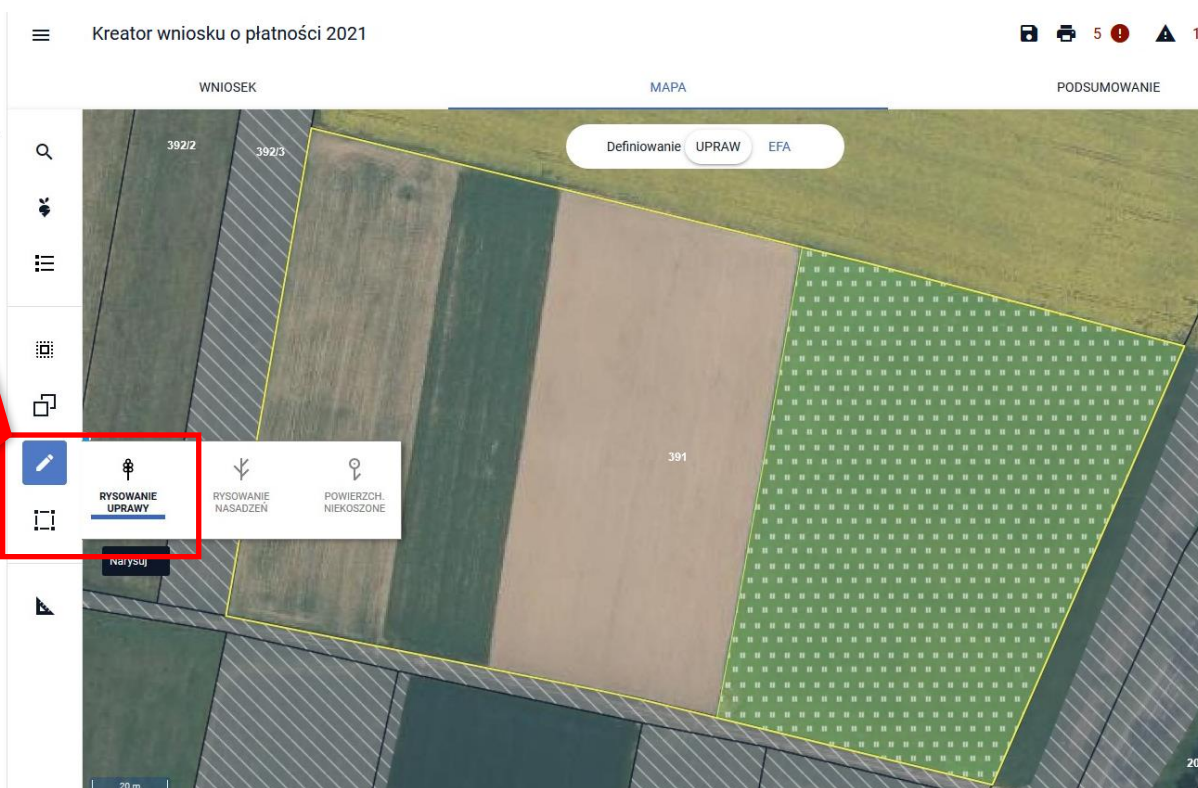 Kreator wniosku o płatności 2021
5
1
WNIOSEK
MAPA
PODSUMOWANIE
392/2
392/3
Definiowanie UPRAW EFA
391
RYSOWANIE UPRAWY
RYSOWANIE NASADZEŃ
POWIERZCH. NIEKOSZONE
Narysuj
20 m
20